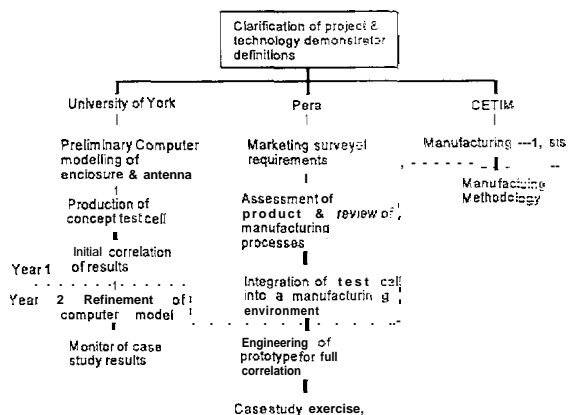 Clarification of project &
technology demonstrator
definitions
University of York
Preliminary Computer
modelling of
enclosure & antenna
Production of
concept test cell
Initial correlation
of results
Year 1
Year 2 Refinement of
computer model
Monitor of case
study results
Pera
Marketing survey of
requirements
Assessment of
product & review of
manufacturing
processes
Integration of test cell
into a manufacturing
environment
Engineering of
prototype for full
correlation
Case study exercise,
CETIM
Manufacturing
Manufacturing
Methodology